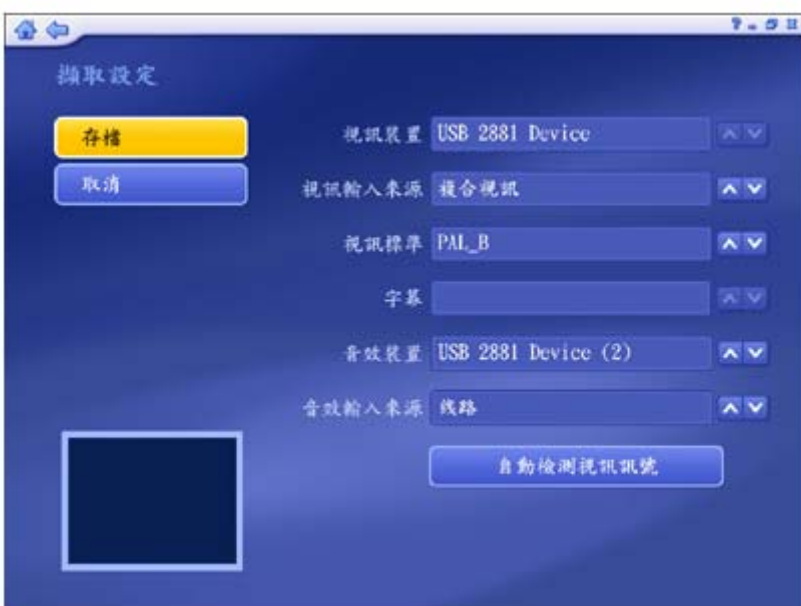 擷取設定
存檔
取消
視訊裝置 USB 2881 Device
視訊輸入來源 複合視訊
視訊標準 PAL_B
字幕
音效裝置 USB 2881 Device (2)
音效輸入來源 线路
自動檢測視訊訊號